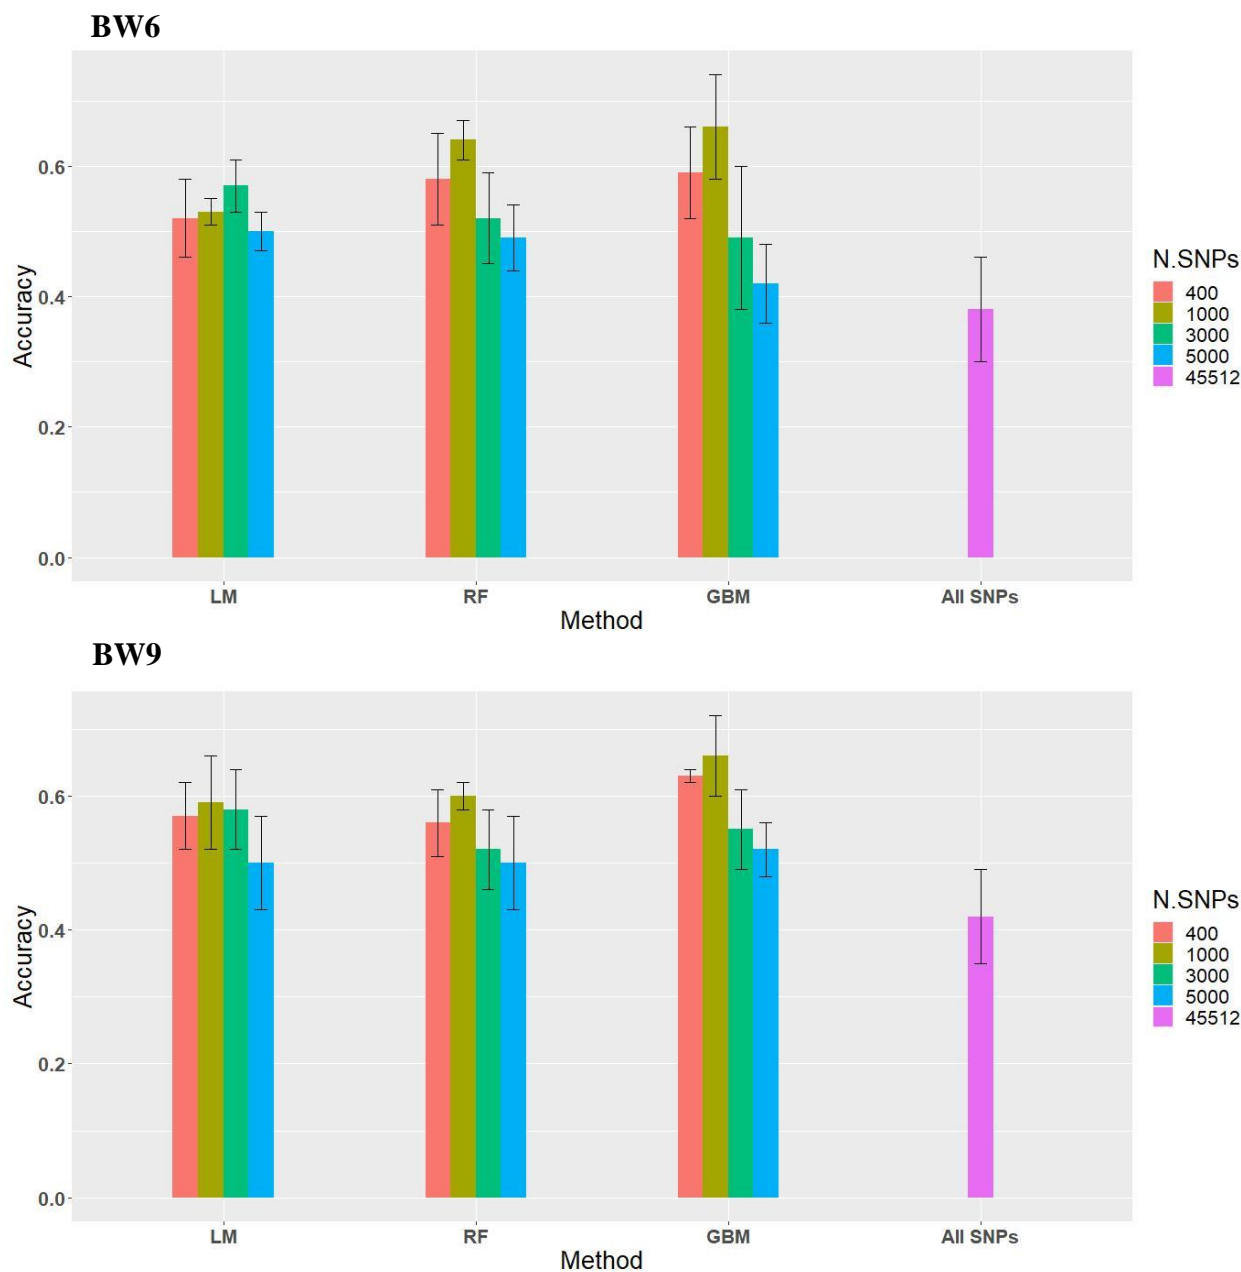 BW6
Accuracy
0.6
0.4
0.2
0.0
LM RF GBM All SNPs
Method
N.SNPs
400
1000
3000
5000
45512
BW9
Accuracy
0.6
0.4
0.2
0.0
LM RF GBM All SNPs
Method
N.SNPs
400
1000
3000
5000
45512